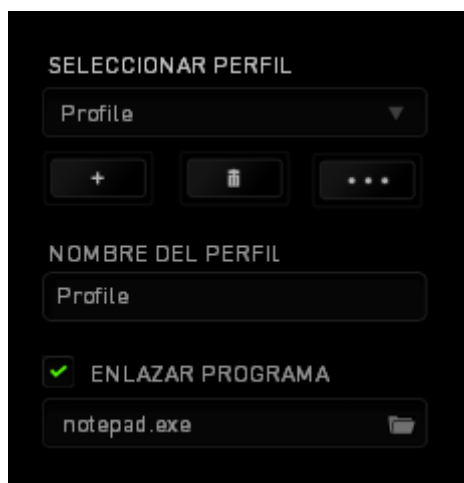 SELECCIONAR PERFIL
Profile
NOMBRE DEL PERFIL
Profile
ENLAZAR PROGRAMA
notepad.exe